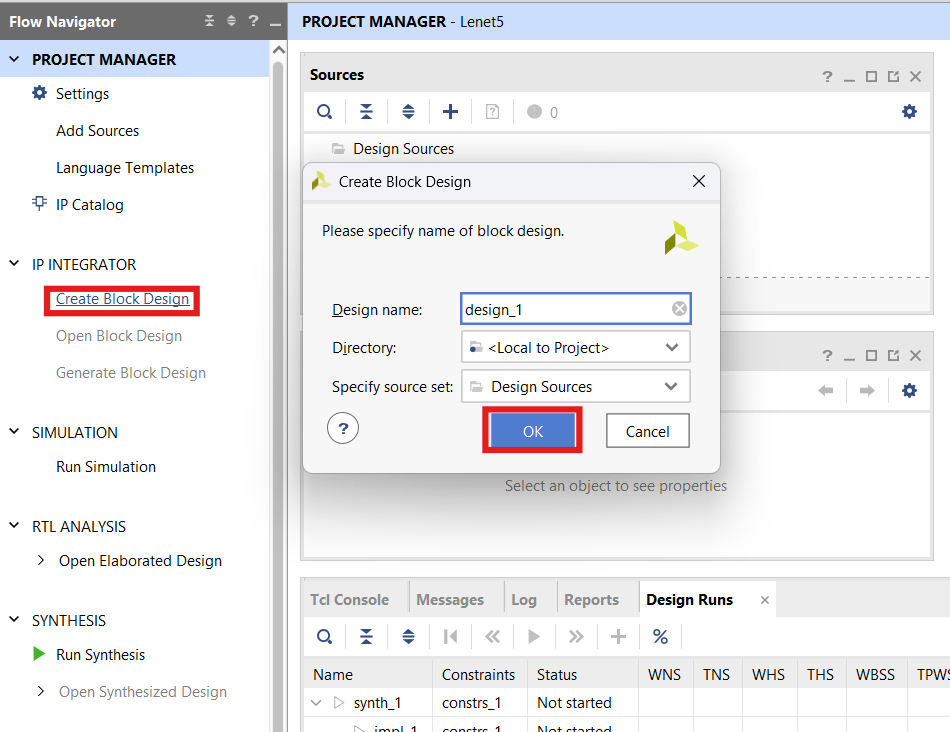 Flow Navigator
?
PROJECT MANAGER
Settings
Add Sources
Language Templates
IP Catalog
IP INTEGRATOR
Create Block Design
Open Block Design
Generate Block Design
SIMULATION
Run Simulation
RTL ANALYSIS
Open Elaborated Design
SYNTHESIS
Run Synthesis
Open Synthesized Design
PROJECT MANAGER - Lenet5
Sources
?
? 0
Design Sources
Create Block Design
Please specify name of block design.
Design name: design_1
Directory: <Local to Project>
Specify source set: Design Sources
? OK Cancel
?
Select an object to see properties
Tcl Console Messages Log Reports Design Runs
%
Name Constraints Status WNS TNS WHS THS WBSS TPWS
synth_1 constrs_1 Not started
impl_1 constrs_1 Not started